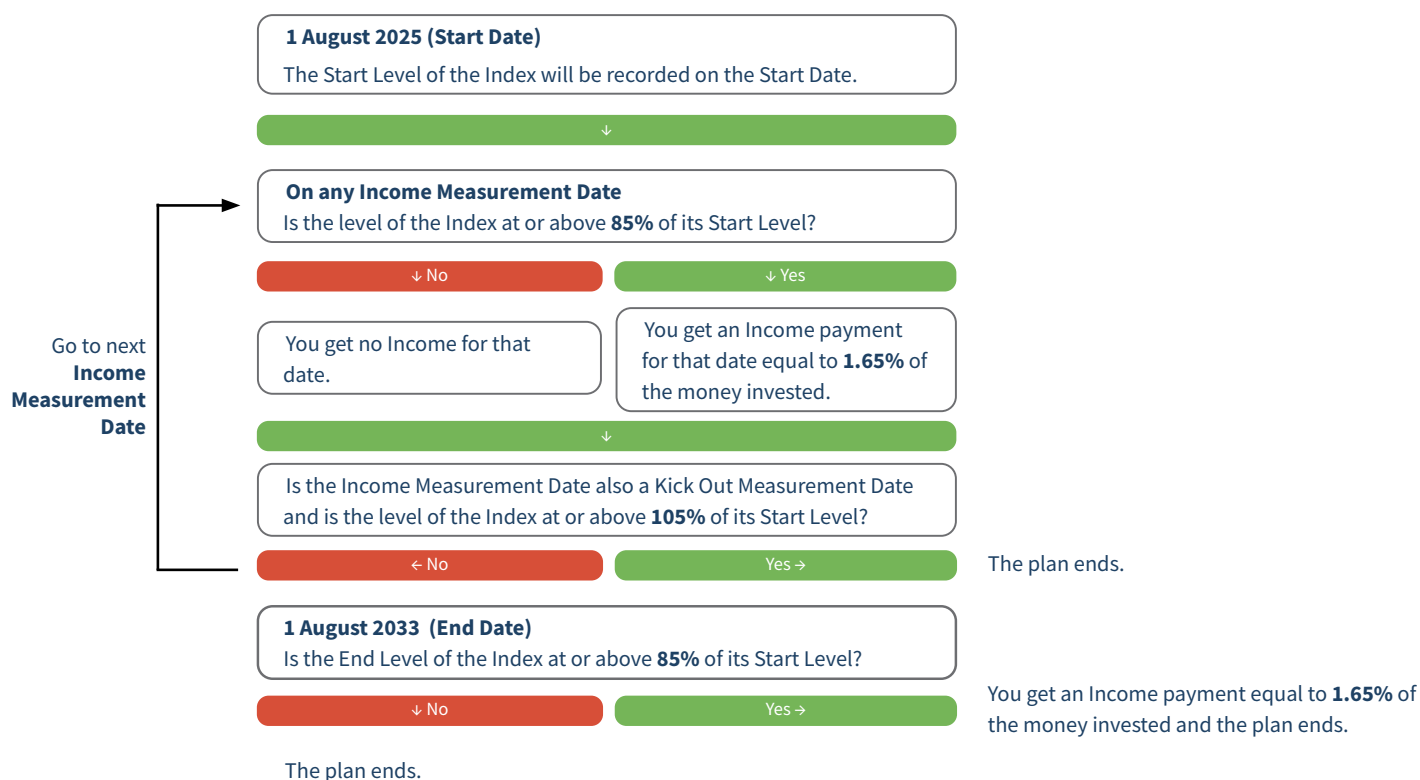 1 August 2025 (Start Date)
The Start Level of the Index will be recorded on the Start Date.
↓
On any Income Measurement Date
Is the level of the Index at or above 85% of its Start Level?
↓ No
↓ Yes
You get no Income for that
date.
You get an Income payment
for that date equal to 1.65% of
the money invested.
Go to next
Income
Measurement
Date
↓
Is the Income Measurement Date also a Kick Out Measurement Date
and is the level of the Index at or above 105% of its Start Level?
← No
Yes →
The plan ends.
1 August 2033 (End Date)
Is the End Level of the Index at or above 85% of its Start Level?
↓ No
Yes →
You get an Income payment equal to 1.65% of
the money invested and the plan ends.
The plan ends.